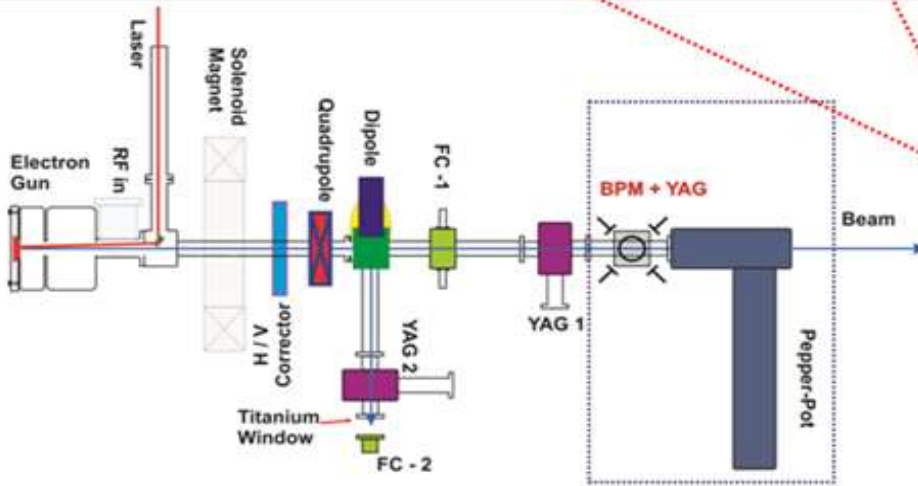 Laser
Solenoid
Magnet
Electron
Gun
RF in
Quadrupole
Dipole
FC -1
BPM + YAG
Beam
YAG 1
V / H
Corrector
YAG 2
Titanium
Window
FC - 2
Pepper-Pot